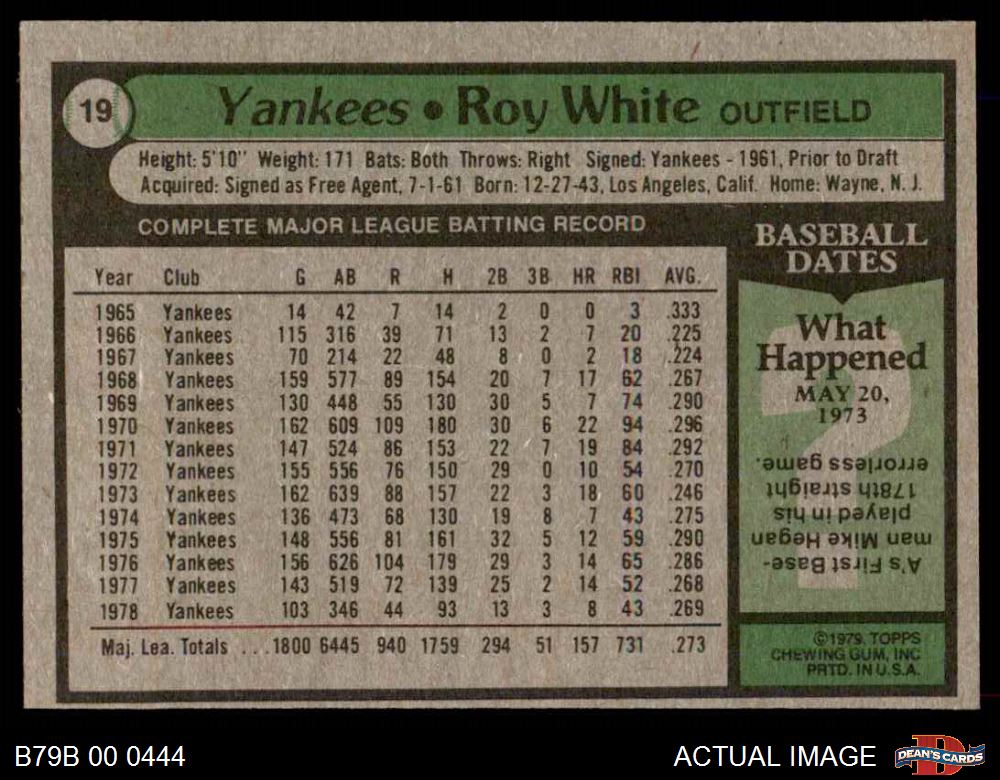 19 Yankees • Roy White OUTFIELD
Height: 5'10" Weight: 171 Bats: Both Throws: Right Signed: Yankees - 1961, Prior to Draft
Acquired: Signed as Free Agent, 7-1-61 Born: 12-27-43, Los Angeles, Calif. Home: Wayne, N. J.
COMPLETE MAJOR LEAGUE BATTING RECORD
Year Club G AB R H 2B 3B HR RBI AVG.
1965 Yankees 14 42 7 14 2 0 0 3 .333
1966 Yankees 115 316 39 71 13 2 7 20 .225
1967 Yankees 70 214 22 48 8 0 2 18 .224
1968 Yankees 159 577 89 154 20 7 17 62 .267
1969 Yankees 130 448 55 130 30 5 7 74 .290
1970 Yankees 162 609 109 180 30 6 22 94 .296
1971 Yankees 147 524 86 153 22 7 19 84 .292
1972 Yankees 155 556 76 150 29 0 10 54 .270
1973 Yankees 162 639 88 157 22 3 18 60 .246
1974 Yankees 136 473 68 130 19 8 7 43 .275
1975 Yankees 148 556 81 161 32 5 12 59 .290
1976 Yankees 156 626 104 179 29 3 14 65 .286
1977 Yankees 143 519 72 139 25 2 14 52 .268
1978 Yankees 103 346 44 93 13 3 8 43 .269
Maj. Lea. Totals ...1800 6445 940 1759 294 51 157 731 .273
BASEBALL
DATES
What
Happened
MAY 20,
1973
A's First Base-
man Mike Hegan
played in his
178th straight
errorless game.
©1979, TOPPS
CHEWING GUM, INC
PRTD. IN U.S.A.
B79B 00 0444
ACTUAL IMAGE
DEAN'S CARDS